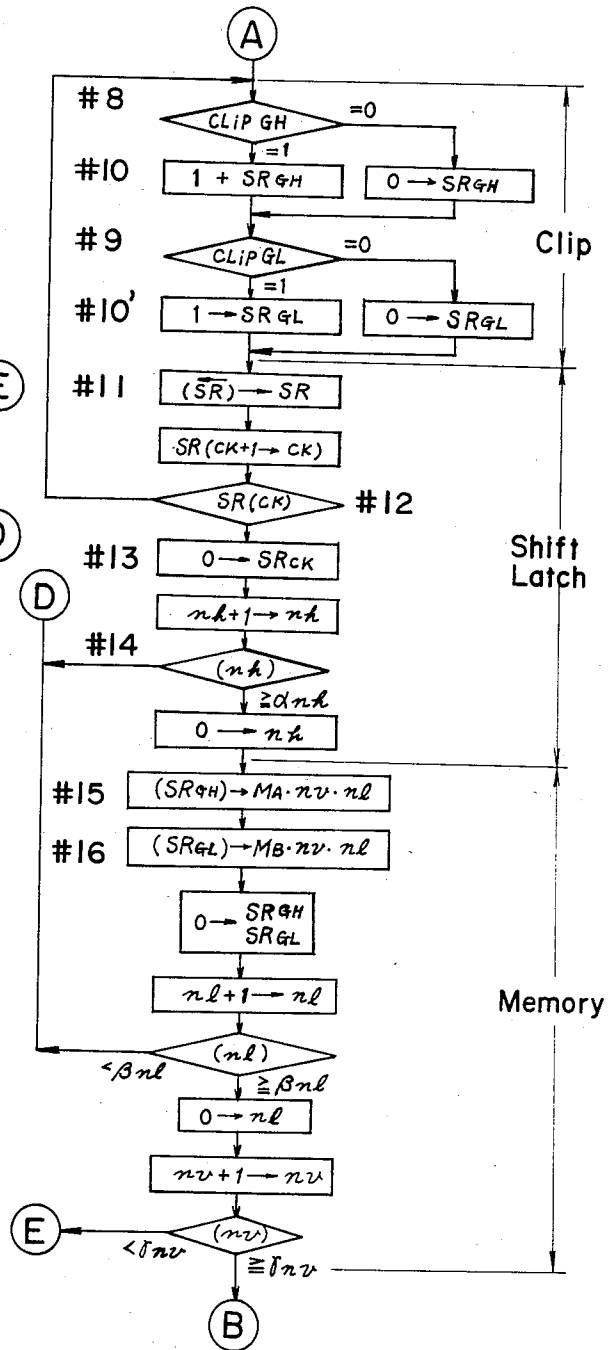 A
#8
CLiP GH
=0
=1
#10
1 + SRGH
0 → SRGH
#9
CLiP GL
=0
Clip
=1
#10'
1 → SRGL
0 → SRGL
E
#11
(SR) → SR
SR(CK+1→ CK)
SR(CK)
#12
#13
0 → SRCK
Shift
Latch
D
nh+1→ nh
#14
(nh)
≧αnh
0 → nh
#15
(SRGH)→MA·nv·nl
#16
(SRGL)→MB·nv·nl
0 → SRGH
SRGL
nl+1→ nl
Memory
(nl)
<βnl
≧βnl
0→nl
nv+1→nv
E
(nv)
<γnv
≧γnv
B